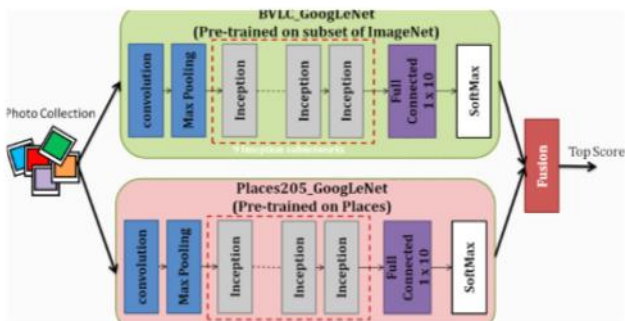 BVLC_GoogLeNet
(Pre-trained on subset of ImageNet)
convolution
Max Pooling
Inception
Inception
Inception
Full
Connected
1 x 10
SoftMax
Photo Collection
Fusion
Top Score
Places205_GoogLeNet
(Pre-trained on Places)
convolution
Max Pooling
Inception
Inception
Inception
Full
Connected
1 x 10
SoftMax